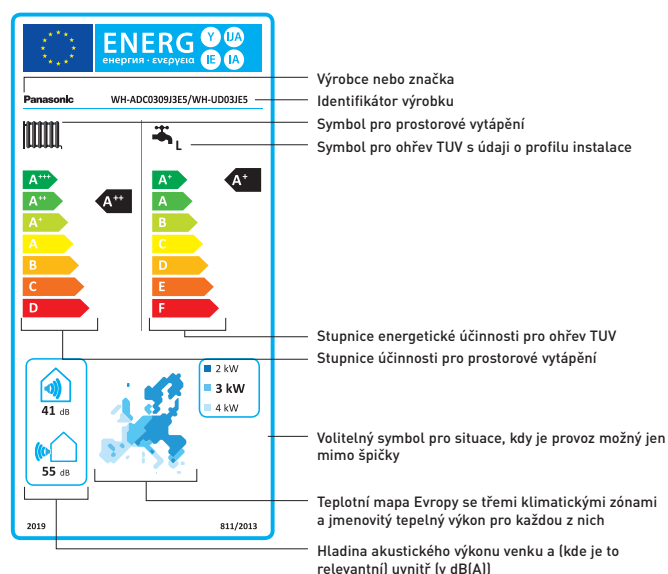 ENERG
енергия · ενεργεια
Y
IJA
IE
IA
Panasonic
WH-ADC0309J3E5/WH-UD03JE5
L
A+++
A++
A+
A
B
C
D
A++
A+
A
B
C
D
E
F
A+
41 dB
55 dB
2 kW
3 kW
4 kW
2019
811/2013
Výrobce nebo značka
Identifikátor výrobku
Symbol pro prostorové vytápění
Symbol pro ohřev TUV s údaji o profilu instalace
Stupnice energetické účinnosti pro ohřev TUV
Stupnice účinnosti pro prostorové vytápění
Volitelný symbol pro situace, kdy je provoz možný jen
mimo špičky
Teplotní mapa Evropy se třemi klimatickými zónami
a jmenovitý tepelný výkon pro každou z nich
Hladina akustického výkonu venku a (kde je to
relevantní) uvnitř (v dB(A))